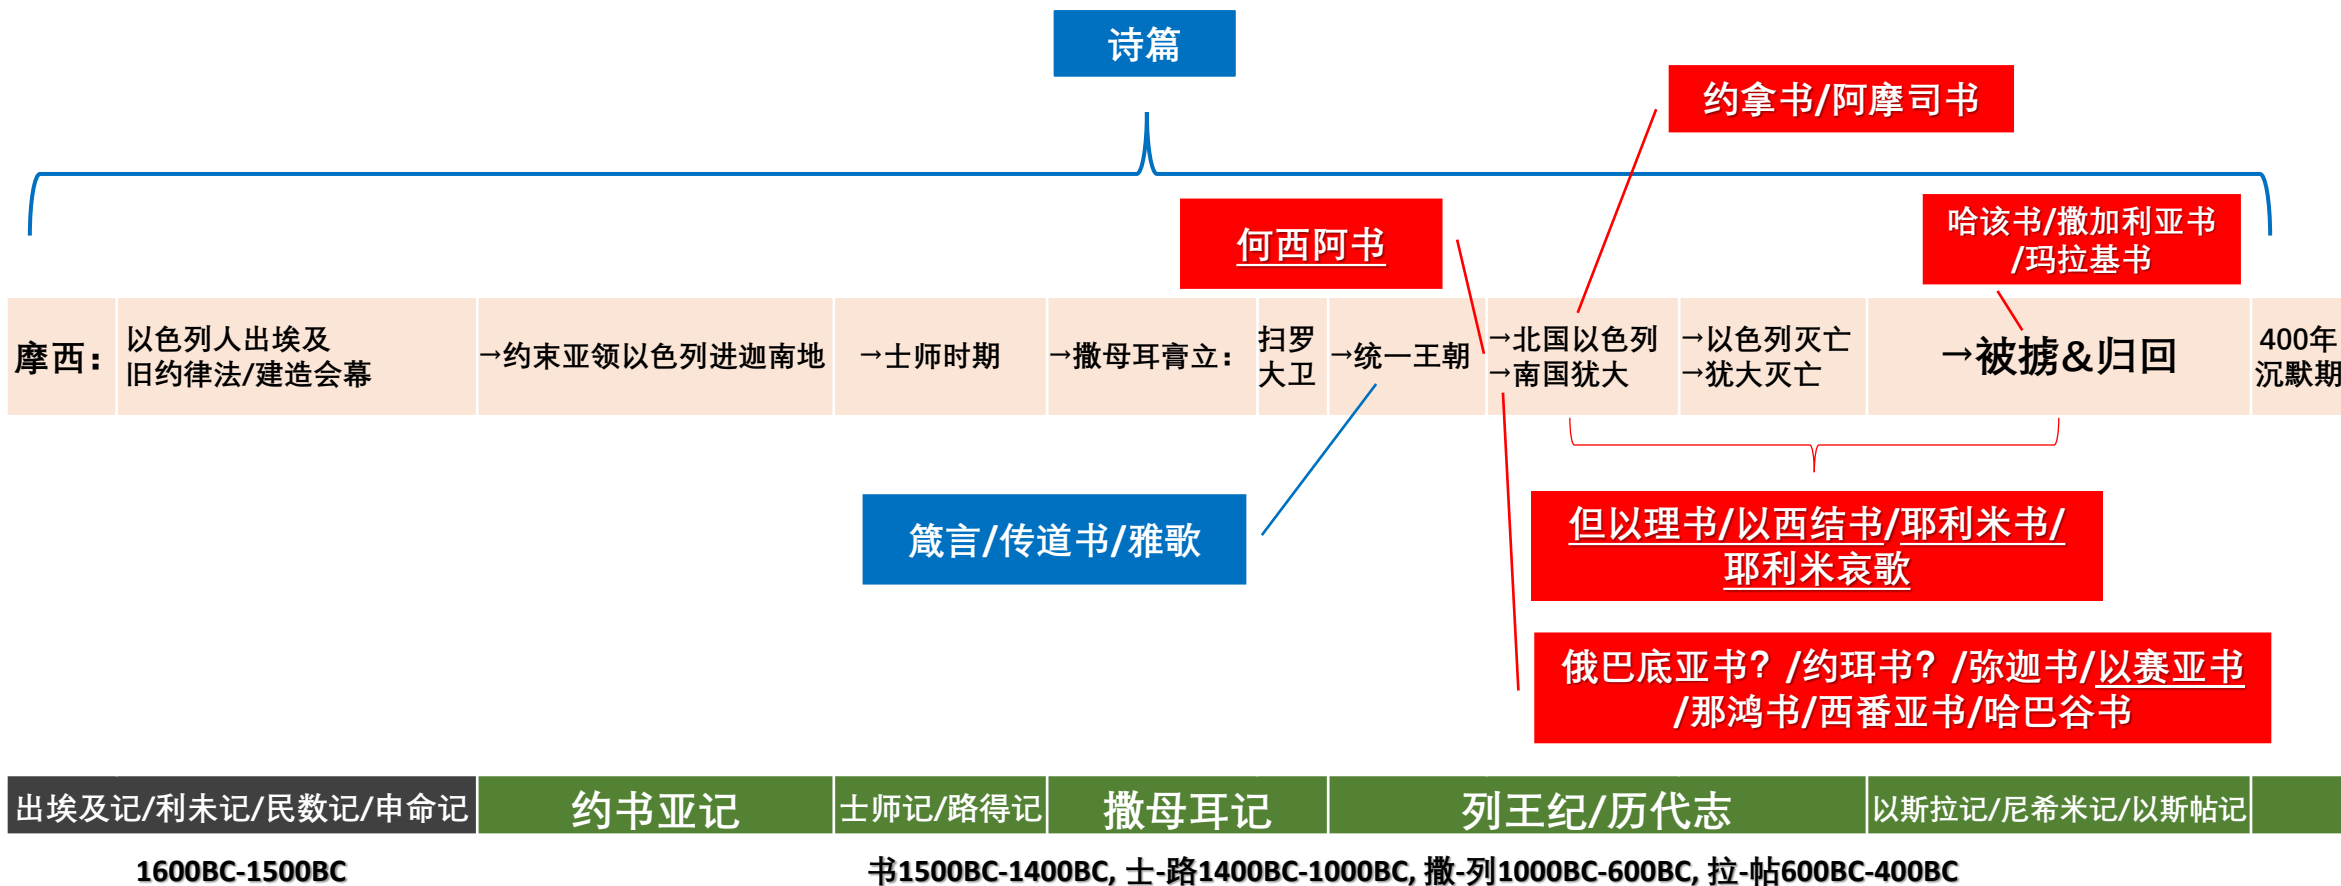 诗篇
约拿书/阿摩司书
何西阿书
哈该书/撒加利亚书
/玛拉基书
摩西：
以色列人出埃及
旧约律法/建造会幕
→约束亚领以色列进迦南地
→士师时期
→撒母耳膏立：
扫罗
大卫
→统一王朝
→北国以色列
→南国犹大
→以色列灭亡
→犹大灭亡
→被掳&归回
400年
沉默期
箴言/传道书/雅歌
但以理书/以西结书/耶利米书/
耶利米哀歌
俄巴底亚书？/约珥书？/弥迦书/以赛亚书
/那鸿书/西番亚书/哈巴谷书
出埃及记/利未记/民数记/申命记
约书亚记
士师记/路得记
撒母耳记
列王纪/历代志
以斯拉记/尼希米记/以斯帖记
1600BC-1500BC
书1500BC-1400BC, 士-路1400BC-1000BC, 撒-列1000BC-600BC, 拉-帖600BC-400BC